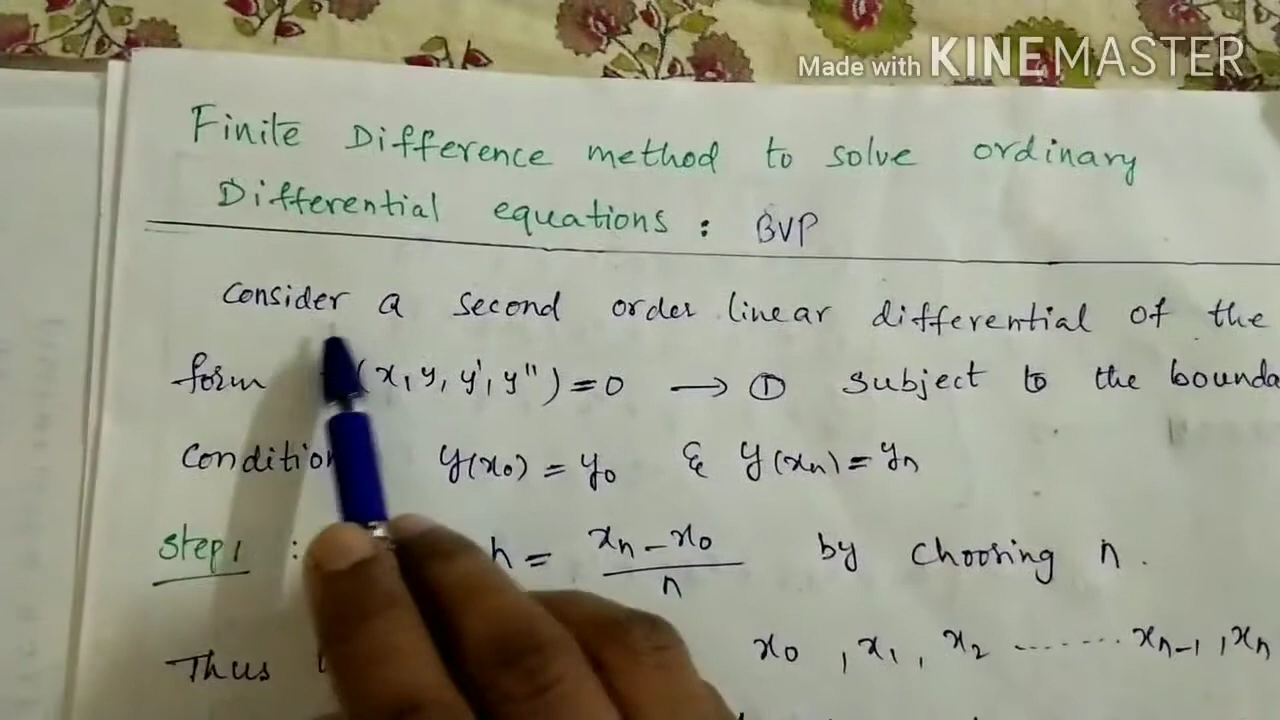 Made with KINEMASTER
Finite Difference method to solve ordinary
Differential equations : BVP
Consider a second order linear differential of the
form (x, y, y', y'') = 0 → ① subject to the
condition y(x₀) = y₀ & y(xₙ) = yₙ
Step 1 : h = (xₙ - x₀)/n by choosing n.
Thus x₀, x₁, x₂ ........ xₙ₋₁, xₙ